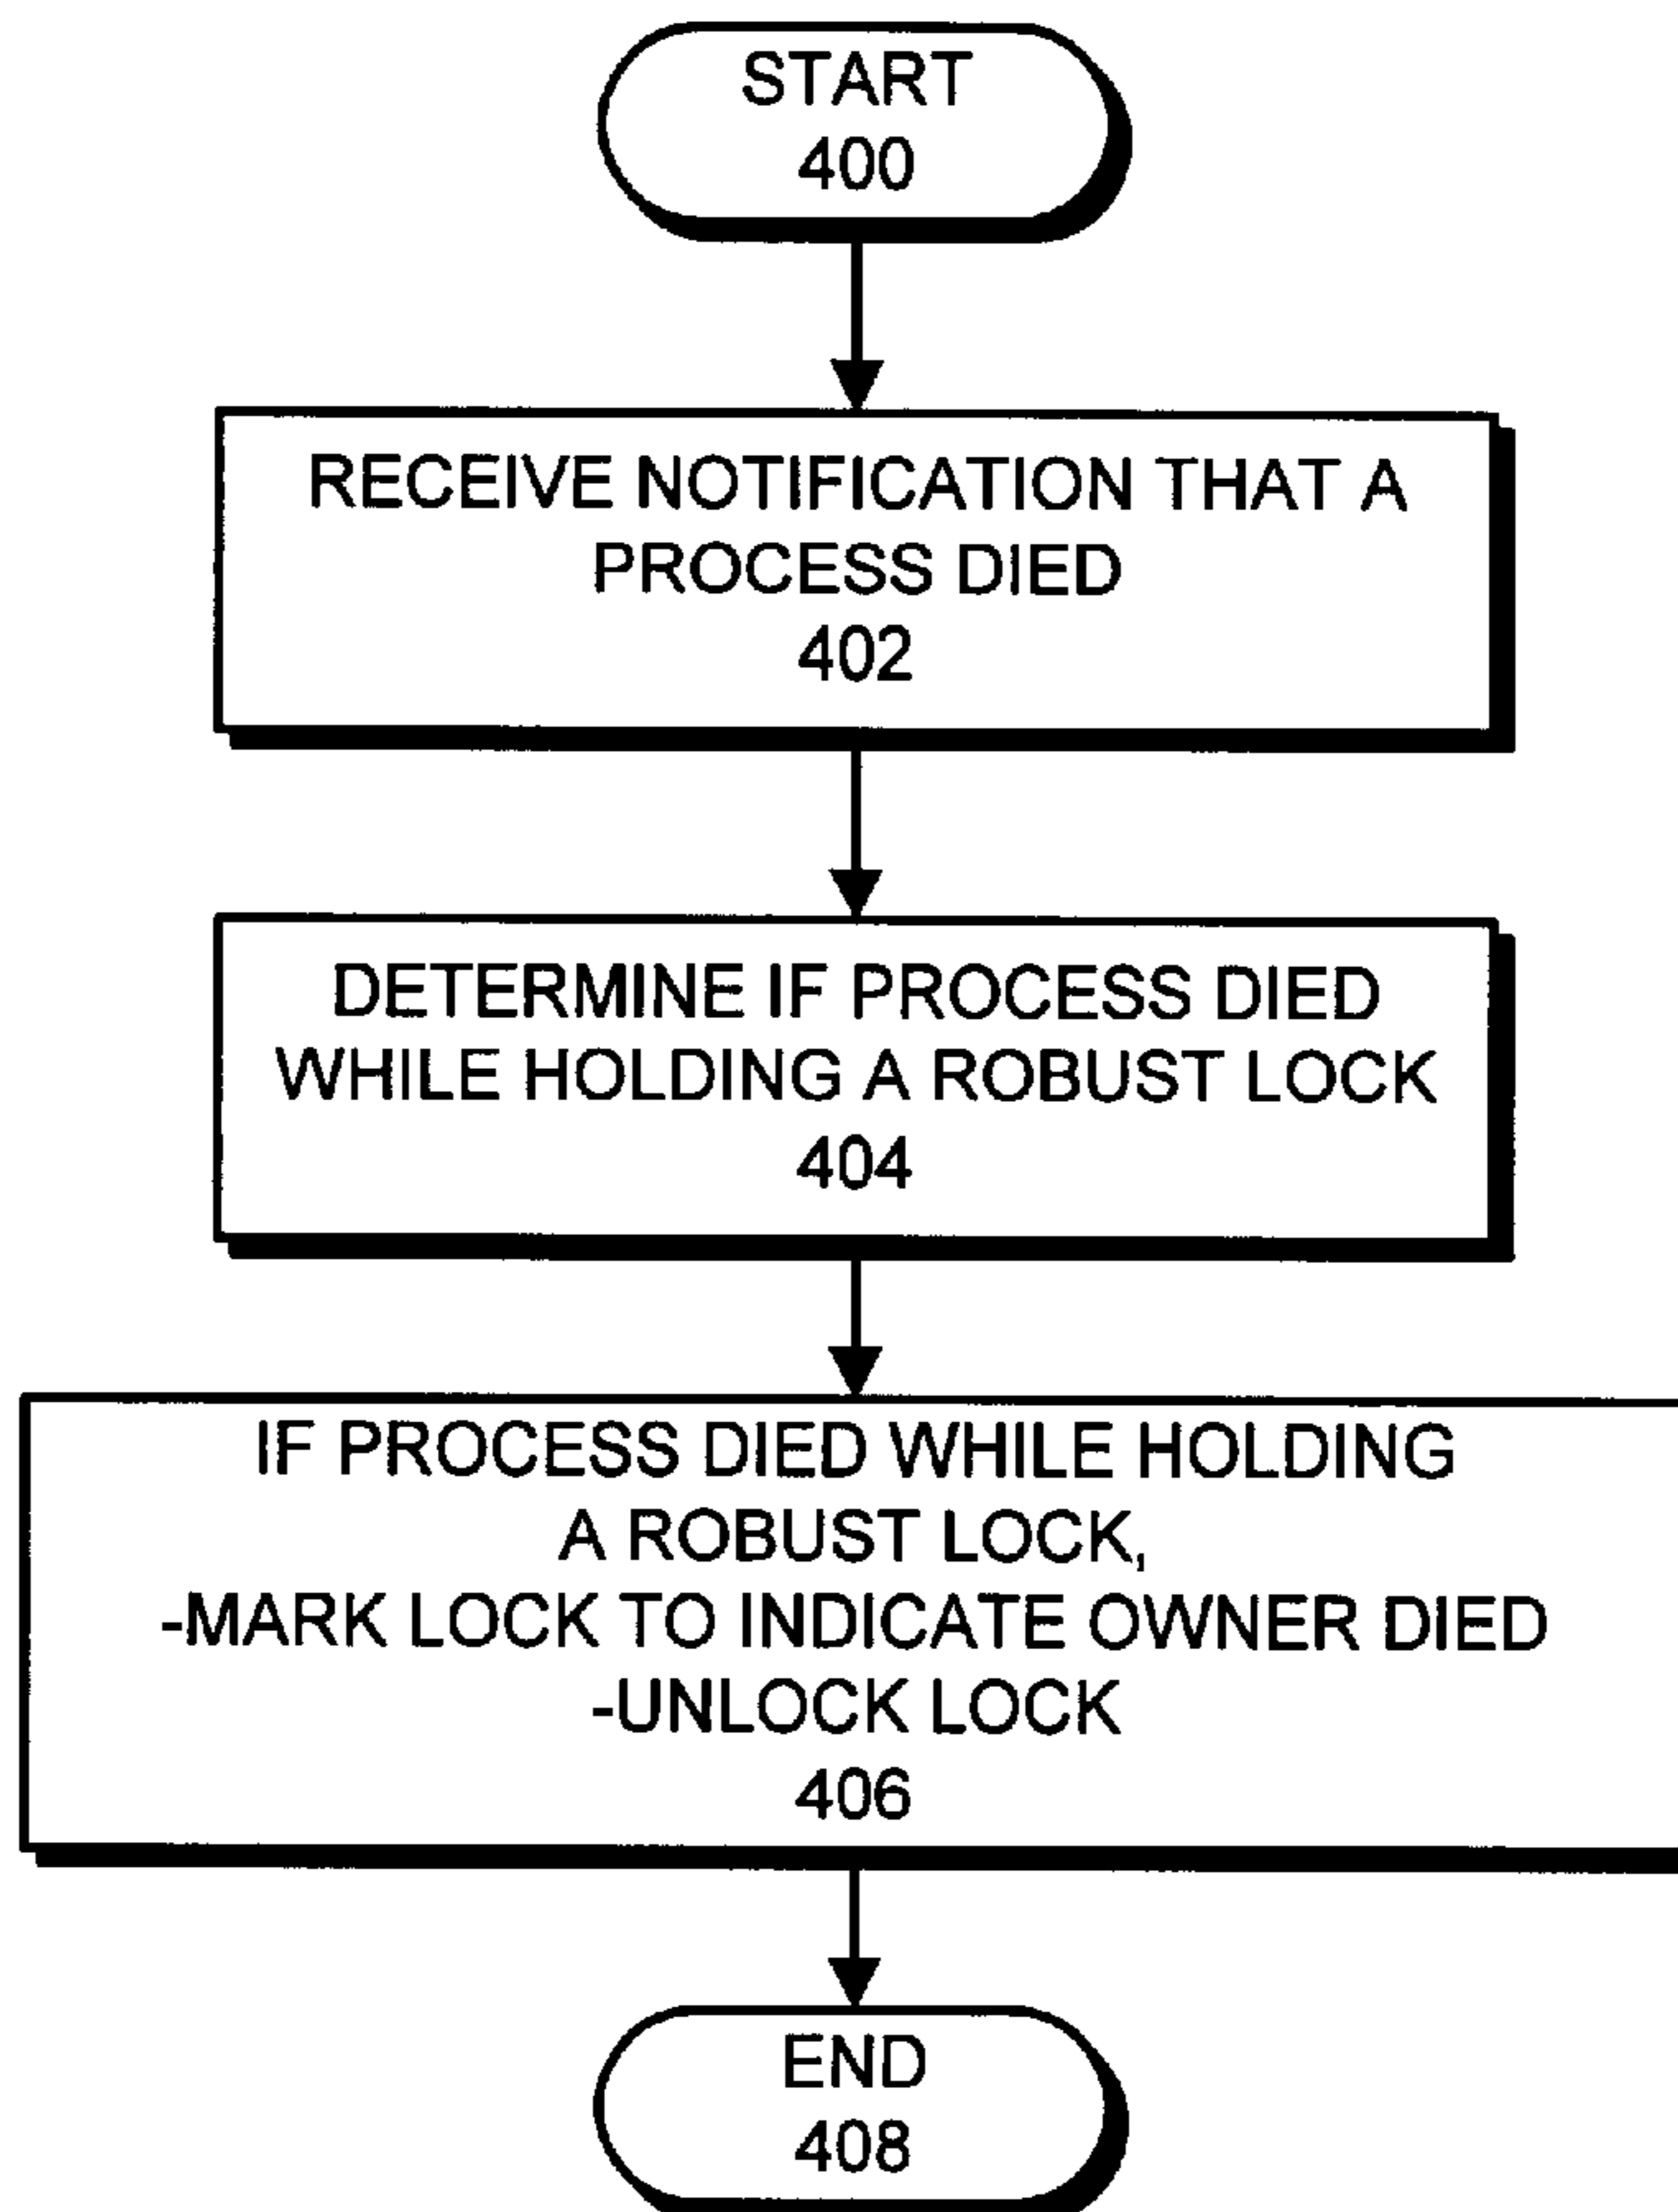 START
400
RECEIVE NOTIFICATION THAT A
PROCESS DIED
402
DETERMINE IF PROCESS DIED
WHILE HOLDING A ROBUST LOCK
404
IF PROCESS DIED WHILE HOLDING
A ROBUST LOCK,
-MARK LOCK TO INDICATE OWNER DIED
-UNLOCK LOCK
406
END
408